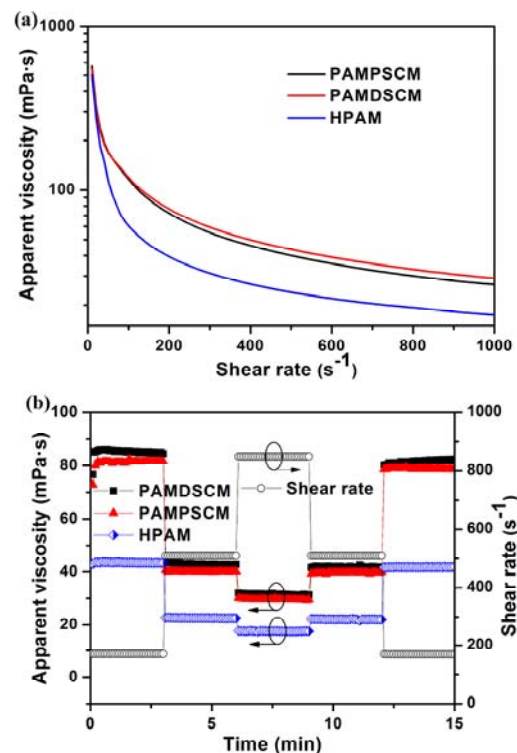 (a)
1000
100
Apparent viscosity (mPa·s)
PAMPSCM
PAMDSCM
HPAM
0 200 400 600 800 1000
Shear rate (s-1)
(b)
100
80
60
40
20
0
Apparent viscosity (mPa·s)
PAMDSCM
PAMPSCM
HPAM
Shear rate
1000
800
600
400
200
0
Shear rate (s-1)
0 5 10 15
Time (min)